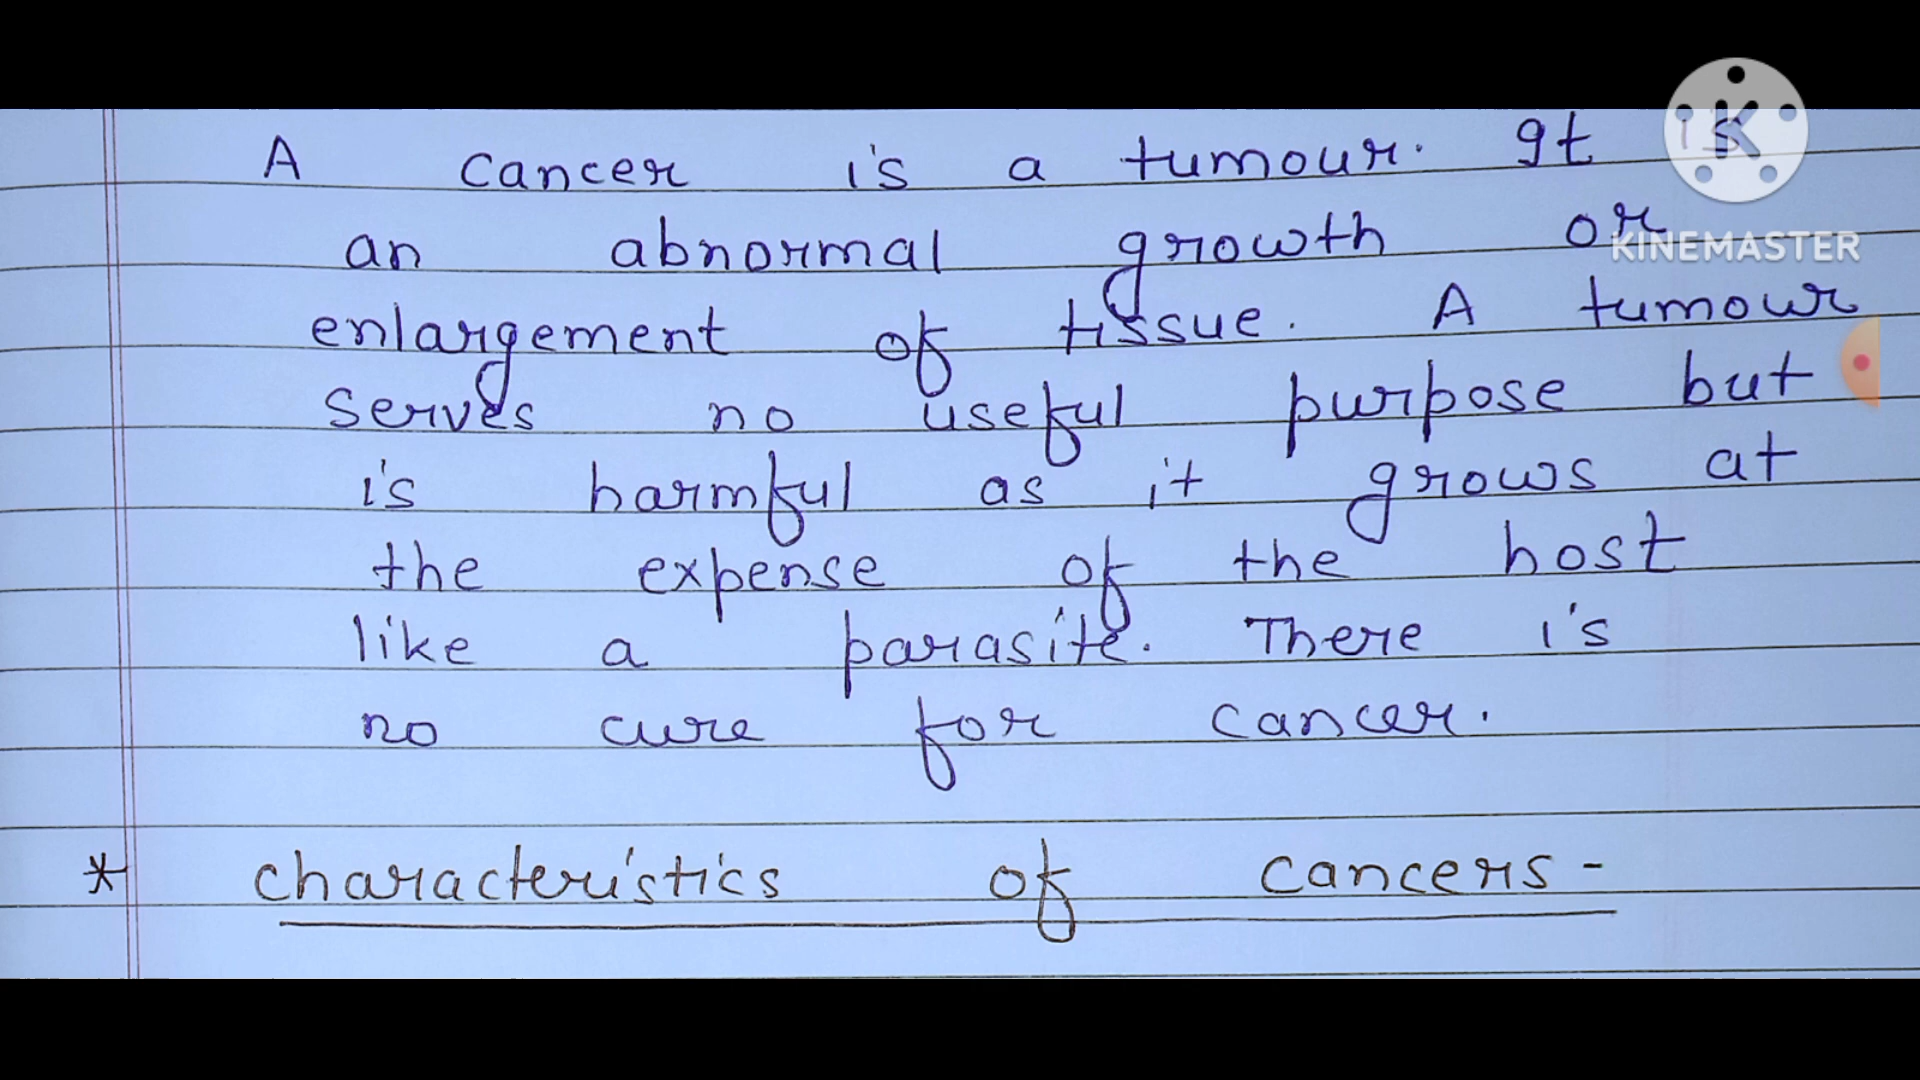 A cancer is a tumour. It is
an abnormal growth or
KINEMASTER
enlargement of tissue. A tumour
serves no useful purpose but
is harmful as it grows at
the expense of the host
like a parasite. There is
no cure for cancer.
* characteristics of cancers -